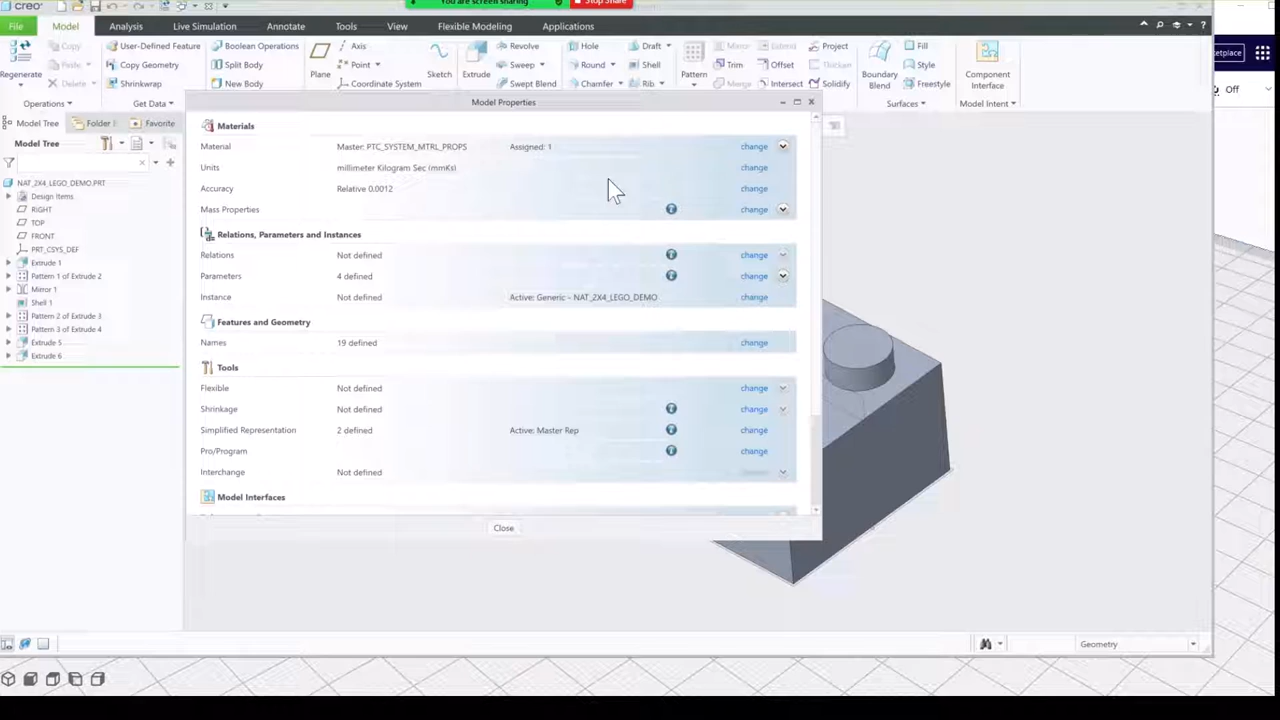 creo
You are screen sharing
Stop Share
File Model Analysis Live Simulation Annotate Tools View Flexible Modeling Applications
Regenerate
Copy
Paste
Delete
Operations
User-Defined Feature
Copy Geometry
Shrinkwrap
Get Data
Boolean Operations
Split Body
New Body
Plane
Axis
Point
Coordinate System
Sketch
Extrude
Revolve
Sweep
Swept Blend
Hole
Round
Chamfer
Draft
Shell
Rib
Pattern
Mirror
Trim
Extend
Offset
Intersect
Project
Thicken
Solidify
Boundary
Blend
Fill
Style
Freestyle
Surfaces
Component
Interface
Model Intent
etplace
Off
Model Tree
Folder
Favorite
Model Tree
NAT_2X4_LEGO_DEMO.PRT
Design Items
RIGHT
TOP
FRONT
PRT_CSYS_DEF
Extrude 1
Pattern 1 of Extrude 2
Mirror 1
Shell 1
Pattern 2 of Extrude 3
Pattern 3 of Extrude 4
Extrude 5
Extrude 6
Model Properties
Materials
Material Master: PTC_SYSTEM_MTRL_PROPS Assigned: 1 change
Units millimeter Kilogram Sec (mmKs) change
Accuracy Relative 0.0012 change
Mass Properties change
Relations, Parameters and Instances
Relations Not defined change
Parameters 4 defined change
Instance Not defined Active: Generic - NAT_2X4_LEGO_DEMO change
Features and Geometry
Names 19 defined change
Tools
Flexible Not defined change
Shrinkage Not defined change
Simplified Representation 2 defined Active: Master Rep change
Pro/Program change
Interchange Not defined
Model Interfaces
Close
Geometry